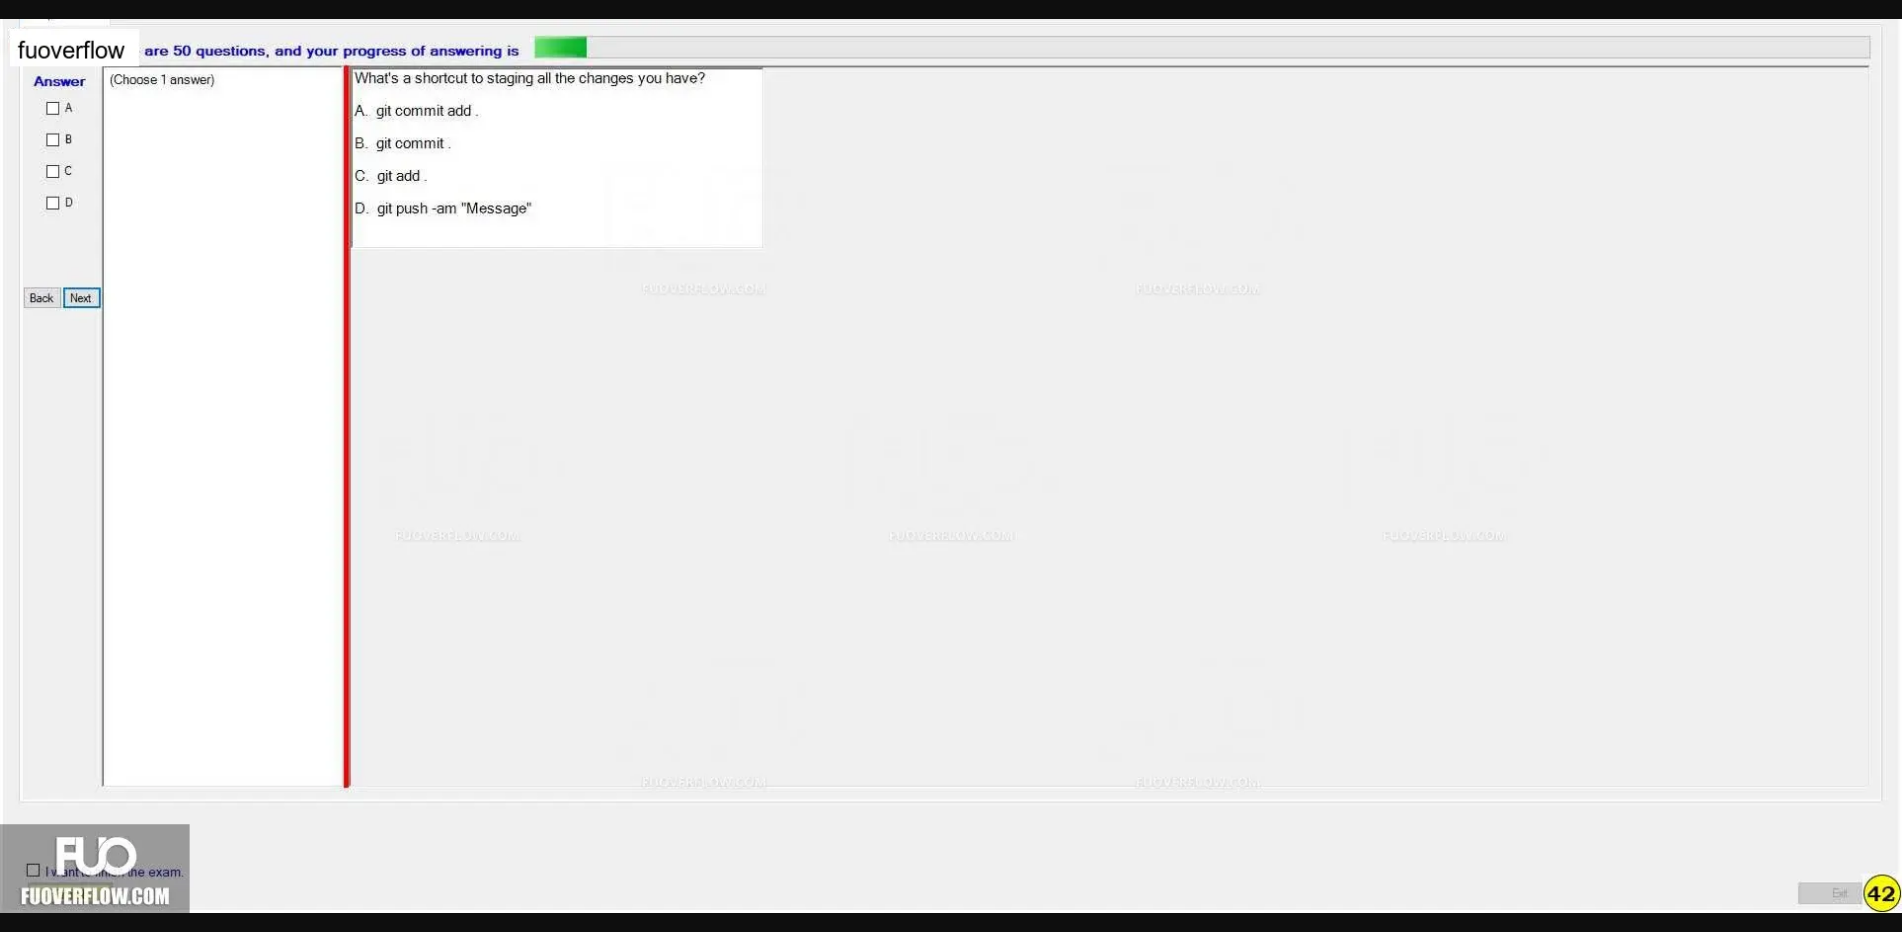 fuoverflow are 50 questions, and your progress of answering is
Answer
(Choose 1 answer)
What's a shortcut to staging all the changes you have?
A
A. git commit add .
B
B. git commit .
C
C. git add .
D
D. git push -am "Message"
Back Next
FUOVERFLOW.COM FUOVERFLOW.COM
FUOVERFLOW.COM FUOVERFLOW.COM FUOVERFLOW.COM
FUOVERFLOW.COM FUOVERFLOW.COM
FUO
I want to finish the exam.
FUOVERFLOW.COM
Exit 42